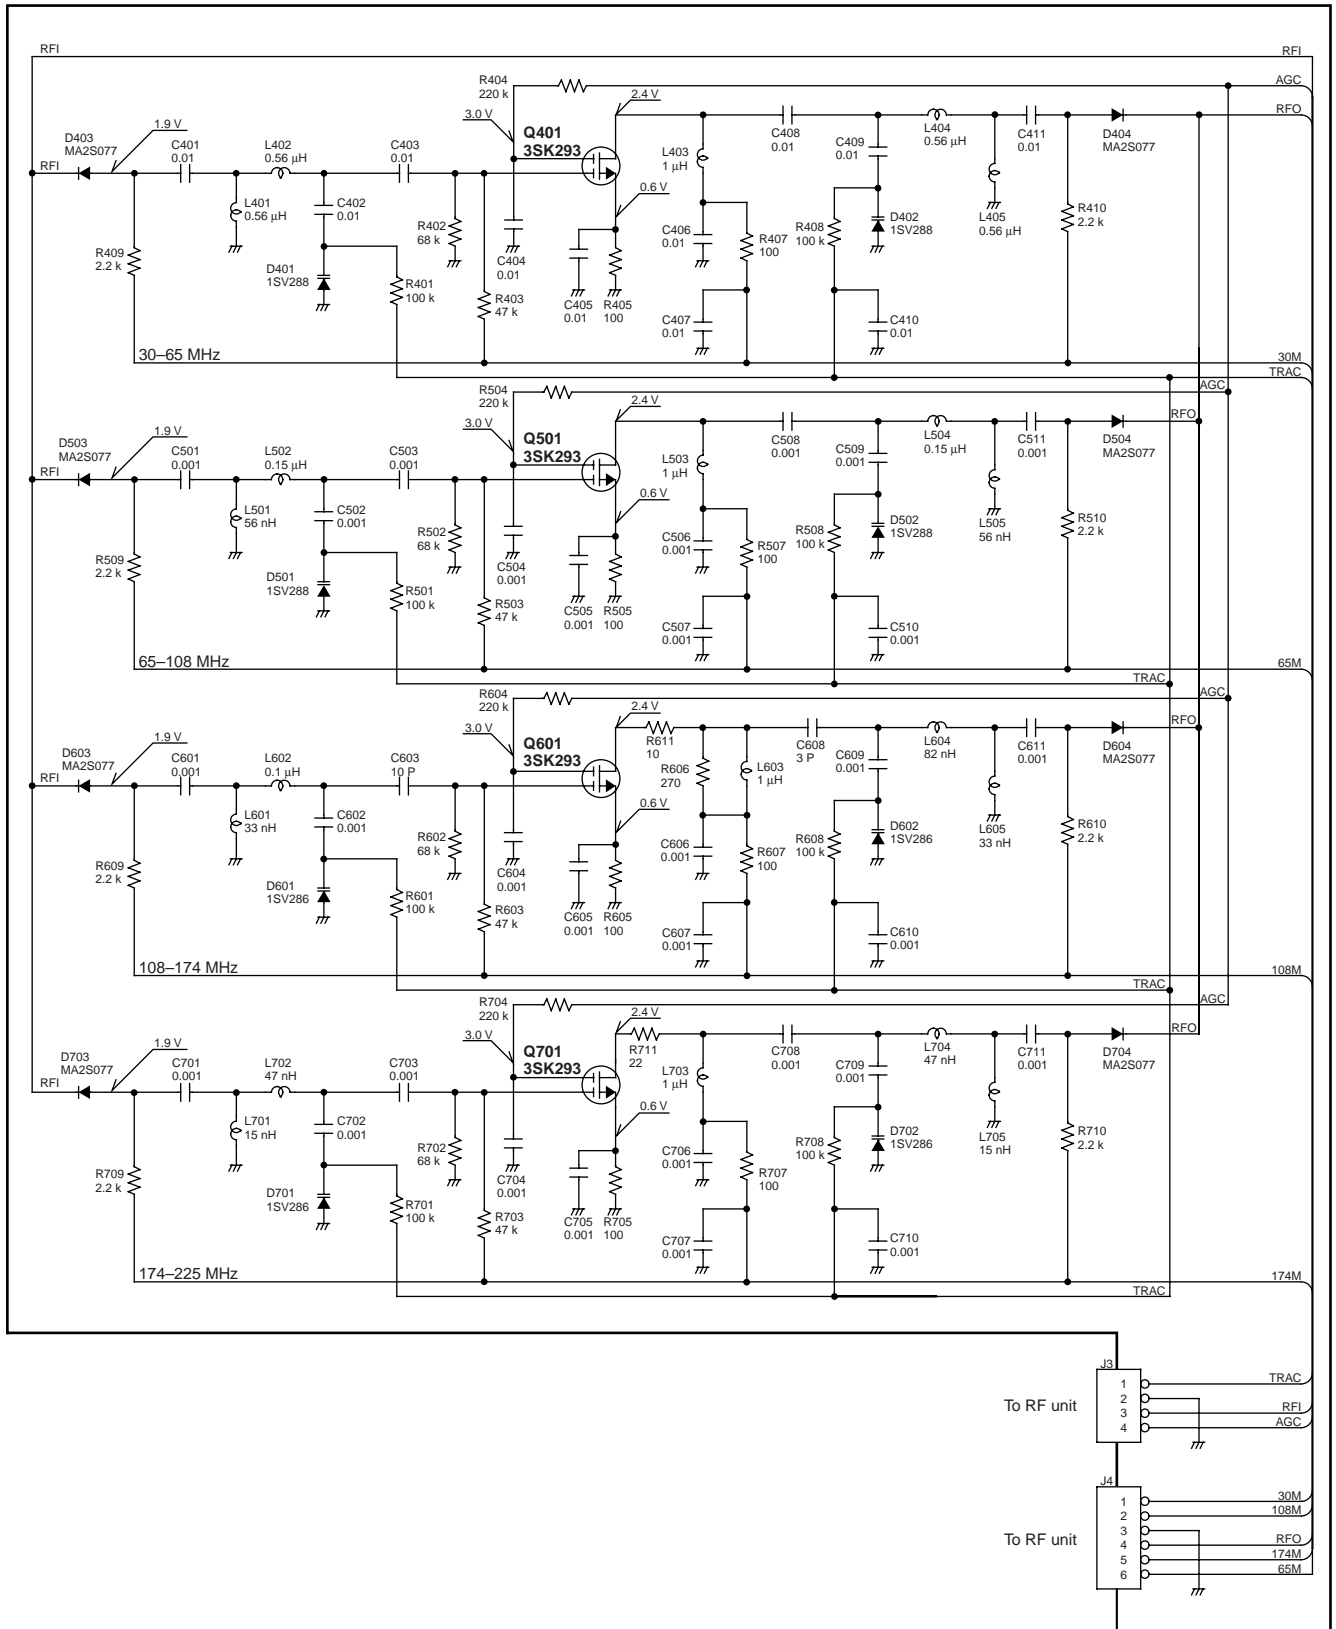 RFI
RFI
AGC
RFO
R404
220 k
2.4 V
3.0 V
D403
MA2S077
1.9 V
C401
0.01
L402
0.56 µH
C403
0.01
Q401
3SK293
L403
1 µH
C408
0.01
C409
0.01
L404
0.56 µH
C411
0.01
D404
MA2S077
RFI
L401
0.56 µH
C402
0.01
0.6 V
R409
2.2 k
D401
1SV288
R401
100 k
R402
68 k
C404
0.01
R403
47 k
C405
0.01
R405
100
C406
0.01
R407
100
C407
0.01
R408
100 k
D402
1SV288
L405
0.56 µH
R410
2.2 k
C410
0.01
30–65 MHz
30M
TRAC
R504
220 k
AGC
2.4 V
3.0 V
RFO
D503
MA2S077
1.9 V
C501
0.001
L502
0.15 µH
C503
0.001
Q501
3SK293
L503
1 µH
C508
0.001
C509
0.001
L504
0.15 µH
C511
0.001
D504
MA2S077
RFI
L501
56 nH
C502
0.001
0.6 V
R509
2.2 k
D501
1SV288
R501
100 k
R502
68 k
C504
0.001
R503
47 k
C505
0.001
R505
100
C506
0.001
R507
100
C507
0.001
R508
100 k
D502
1SV288
L505
56 nH
R510
2.2 k
C510
0.001
65–108 MHz
65M
TRAC
R604
220 k
AGC
2.4 V
3.0 V
RFO
D603
MA2S077
1.9 V
C601
0.001
L602
0.1 µH
C603
10 P
Q601
3SK293
R611
10
R606
270
L603
1 µH
C608
3 P
C609
0.001
L604
82 nH
C611
0.001
D604
MA2S077
RFI
L601
33 nH
C602
0.001
0.6 V
R609
2.2 k
D601
1SV286
R601
100 k
R602
68 k
C604
0.001
R603
47 k
C605
0.001
R605
100
C606
0.001
R607
100
C607
0.001
R608
100 k
D602
1SV286
L605
33 nH
R610
2.2 k
C610
0.001
108–174 MHz
108M
TRAC
R704
220 k
AGC
2.4 V
3.0 V
RFO
D703
MA2S077
1.9 V
C701
0.001
L702
47 nH
C703
0.001
Q701
3SK293
R711
22
L703
1 µH
C708
0.001
C709
0.001
L704
47 nH
C711
0.001
D704
MA2S077
RFI
L701
15 nH
C702
0.001
0.6 V
R709
2.2 k
D701
1SV286
R701
100 k
R702
68 k
C704
0.001
R703
47 k
C705
0.001
R705
100
C706
0.001
R707
100
C707
0.001
R708
100 k
D702
1SV286
L705
15 nH
R710
2.2 k
C710
0.001
174–225 MHz
174M
TRAC
J3
To RF unit
1
TRAC
2
3
RFI
4
AGC
J4
To RF unit
1
30M
2
108M
3
4
RFO
5
174M
6
65M